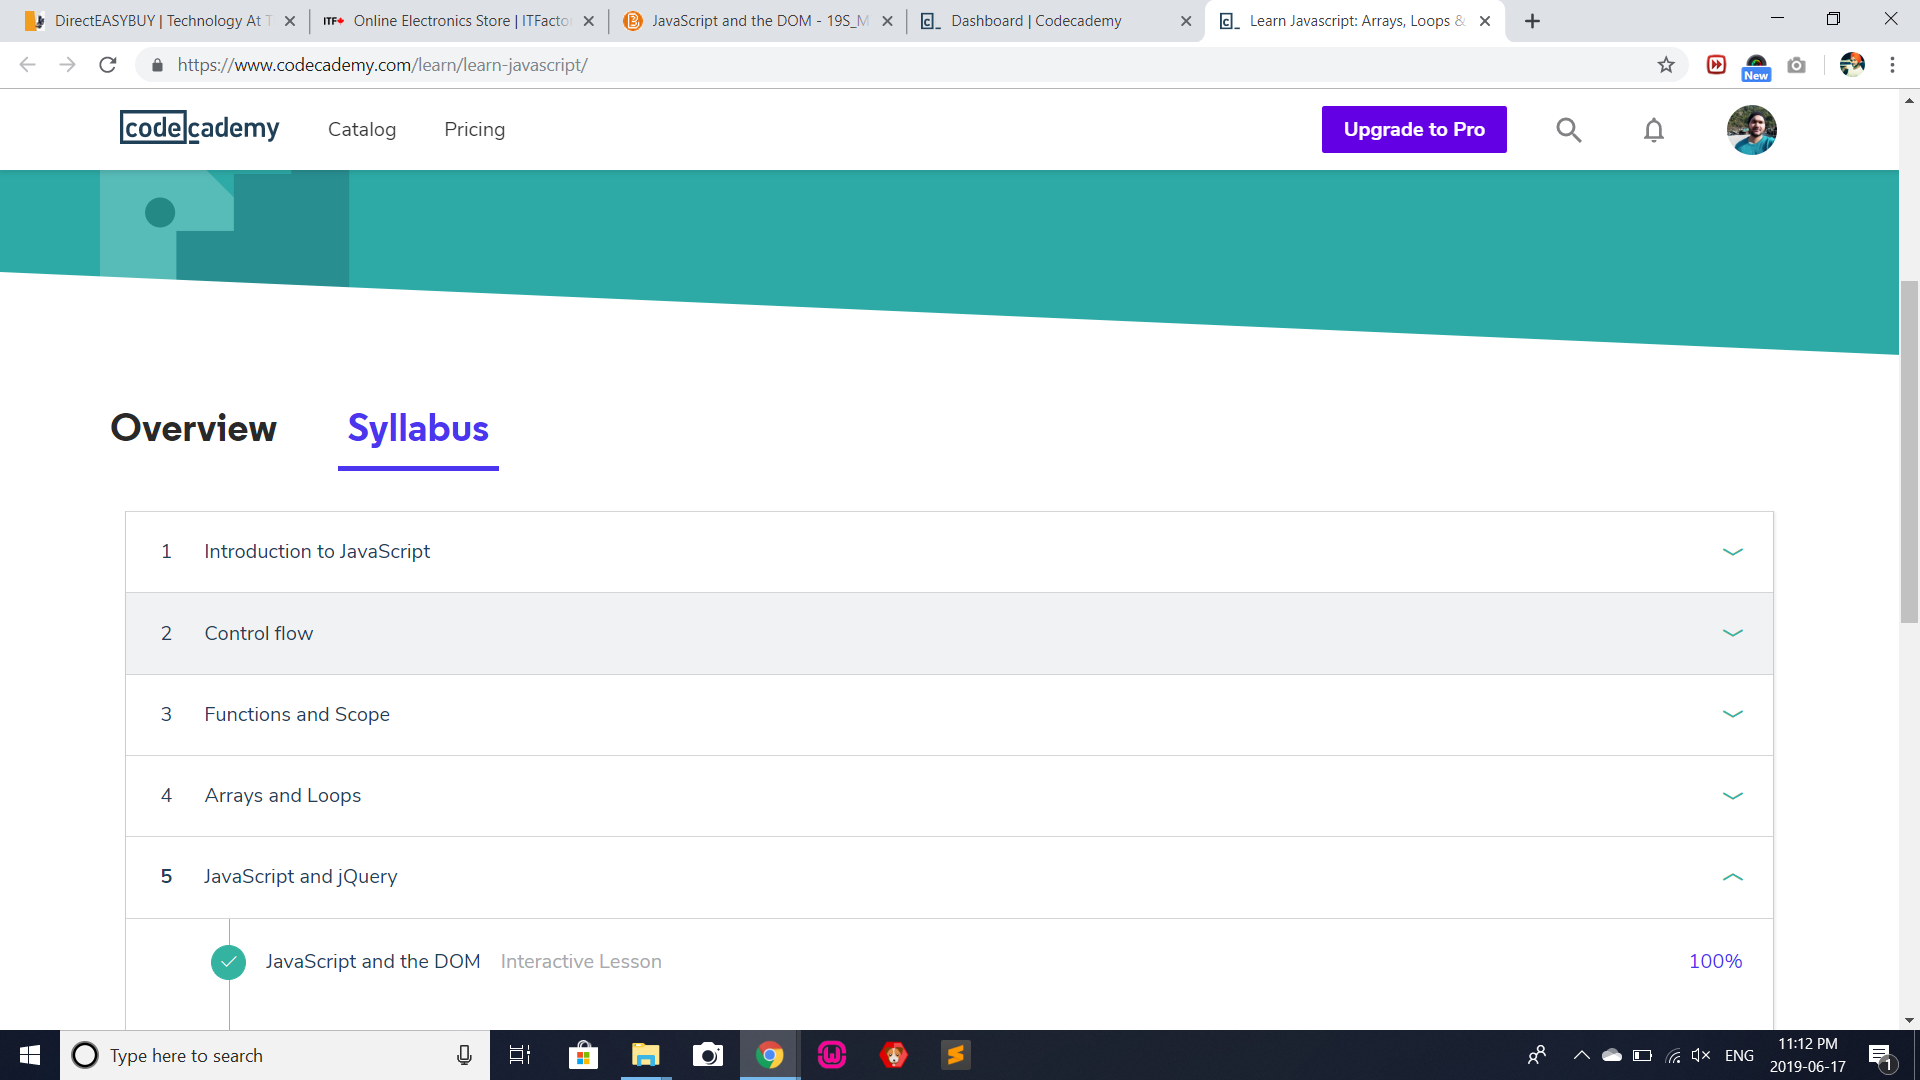 DirectEASYBUY | Technology At T
ITF Online Electronics Store | ITFacto
JavaScript and the DOM - 19S_M
Dashboard | Codecademy
Learn Javascript: Arrays, Loops &
https://www.codecademy.com/learn/learn-javascript/
New
codecademy
Catalog
Pricing
Upgrade to Pro
Overview
Syllabus
1 Introduction to JavaScript
2 Control flow
3 Functions and Scope
4 Arrays and Loops
5 JavaScript and jQuery
JavaScript and the DOM Interactive Lesson 100%
Type here to search
ENG
11:12 PM
2019-06-17
1